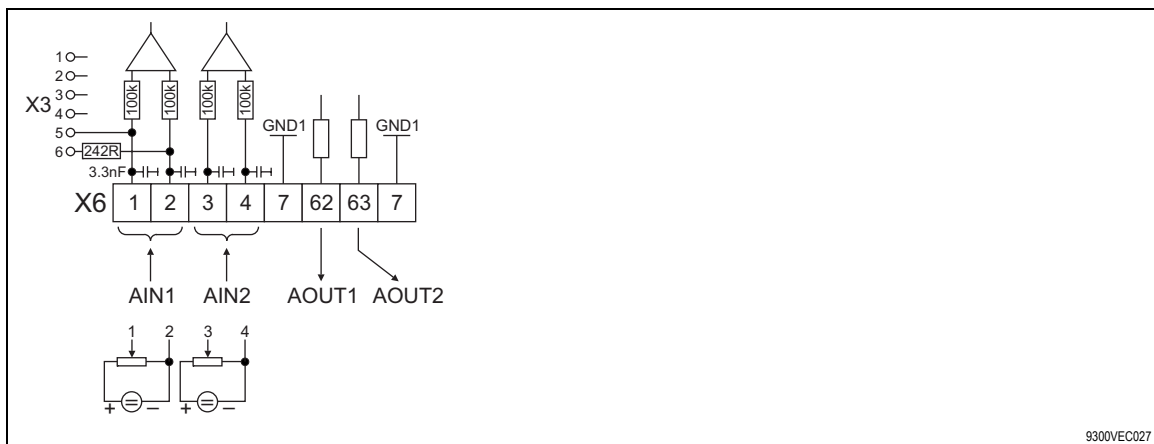 1
2
3
X3
4
5
6
242R
100k 100k 100k 100k
GND1 GND1
3.3nF
X6 1 2 3 4 7 62 63 7
AIN1 AIN2 AOUT1 AOUT2
1 2 3 4
+ = − + = −
9300VEC027